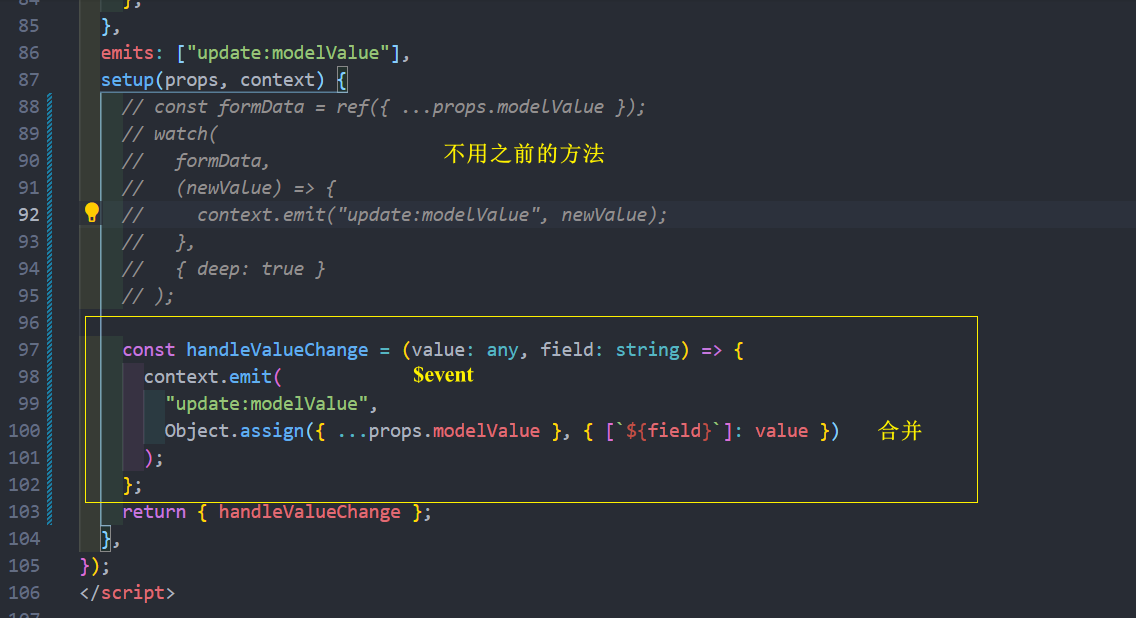 84 },
85 },
86 emits: ["update:modelValue"],
87 setup(props, context) {
88 // const formData = ref({ ...props.modelValue });
89 // watch(
90 //   formData,
不用之前的方法
91 //   (newValue) => {
92 //     context.emit("update:modelValue", newValue);
93 //   },
94 //   { deep: true }
95 // );
96
97 const handleValueChange = (value: any, field: string) => {
98 context.emit(
$event
99 "update:modelValue",
100 Object.assign({ ...props.modelValue }, { [`${field}`]: value }) 合并
101 );
102 };
103 return { handleValueChange };
104 },
105 });
106 </script>
107